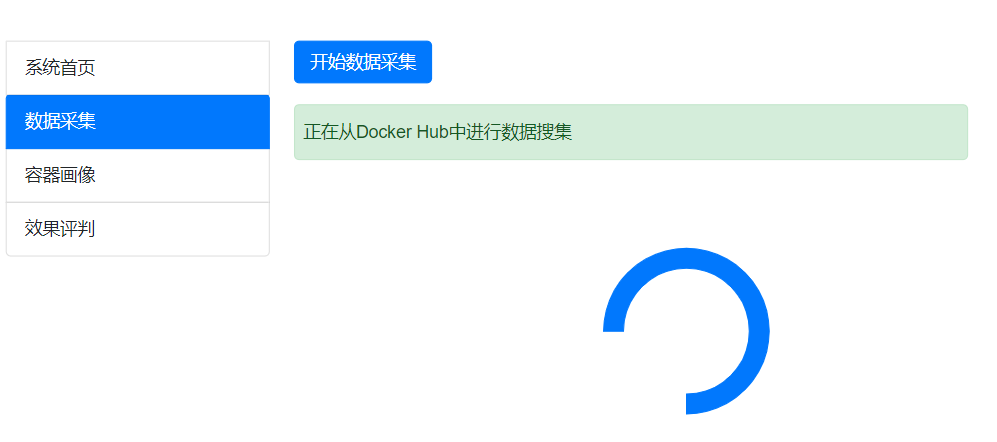 系统首页
数据采集
容器画像
效果评判
开始数据采集
正在从Docker Hub中进行数据搜集